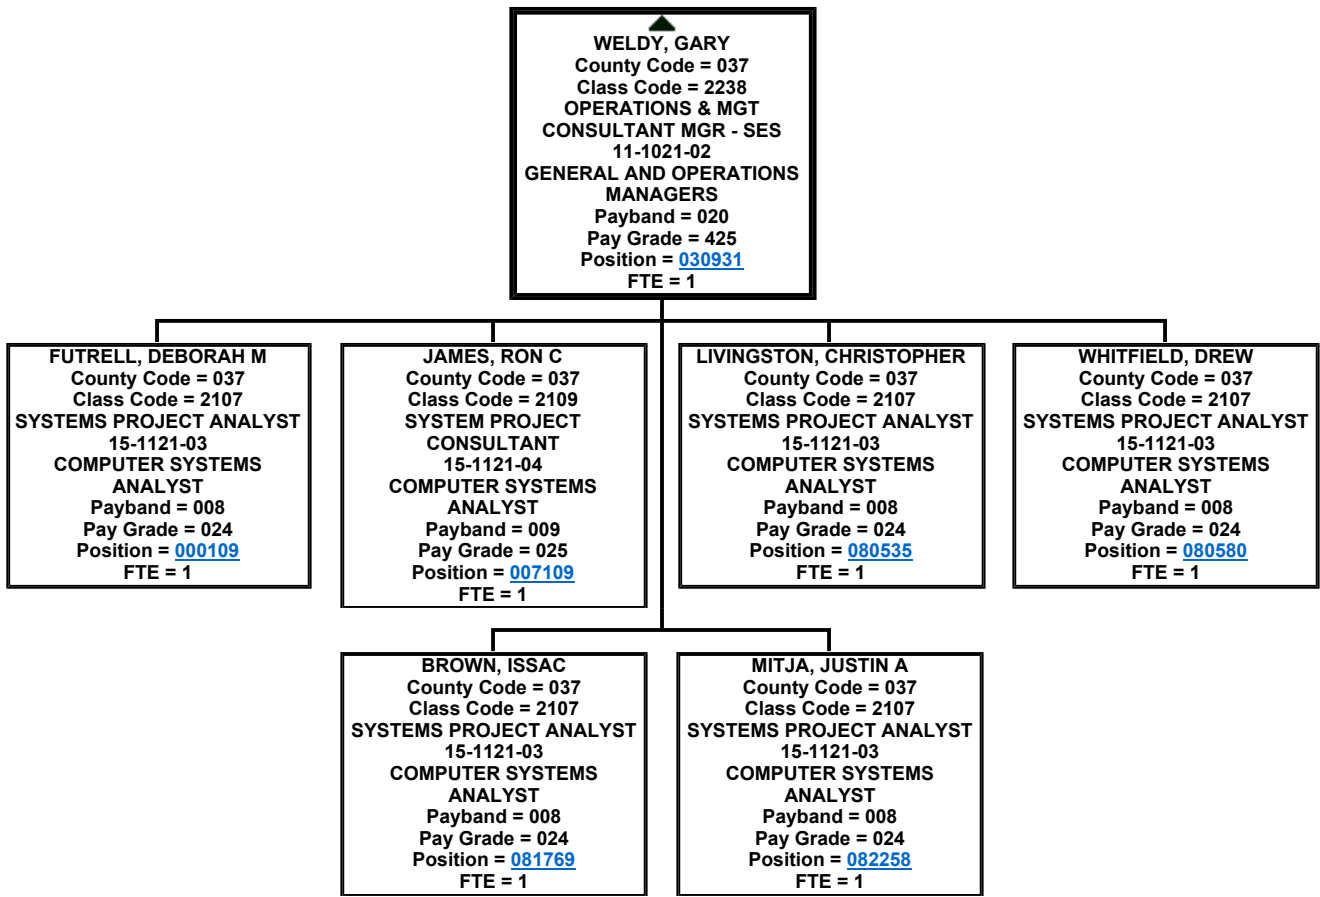 WELDY, GARY
County Code = 037
Class Code = 2238
OPERATIONS & MGT
CONSULTANT MGR - SES
11-1021-02
GENERAL AND OPERATIONS
MANAGERS
Payband = 020
Pay Grade = 425
Position = 030931
FTE = 1
FUTRELL, DEBORAH M
County Code = 037
Class Code = 2107
SYSTEMS PROJECT ANALYST
15-1121-03
COMPUTER SYSTEMS
ANALYST
Payband = 008
Pay Grade = 024
Position = 000109
FTE = 1
JAMES, RON C
County Code = 037
Class Code = 2109
SYSTEM PROJECT
CONSULTANT
15-1121-04
COMPUTER SYSTEMS
ANALYST
Payband = 009
Pay Grade = 025
Position = 007109
FTE = 1
LIVINGSTON, CHRISTOPHER
County Code = 037
Class Code = 2107
SYSTEMS PROJECT ANALYST
15-1121-03
COMPUTER SYSTEMS
ANALYST
Payband = 008
Pay Grade = 024
Position = 080535
FTE = 1
WHITFIELD, DREW
County Code = 037
Class Code = 2107
SYSTEMS PROJECT ANALYST
15-1121-03
COMPUTER SYSTEMS
ANALYST
Payband = 008
Pay Grade = 024
Position = 080580
FTE = 1
BROWN, ISSAC
County Code = 037
Class Code = 2107
SYSTEMS PROJECT ANALYST
15-1121-03
COMPUTER SYSTEMS
ANALYST
Payband = 008
Pay Grade = 024
Position = 081769
FTE = 1
MITJA, JUSTIN A
County Code = 037
Class Code = 2107
SYSTEMS PROJECT ANALYST
15-1121-03
COMPUTER SYSTEMS
ANALYST
Payband = 008
Pay Grade = 024
Position = 082258
FTE = 1